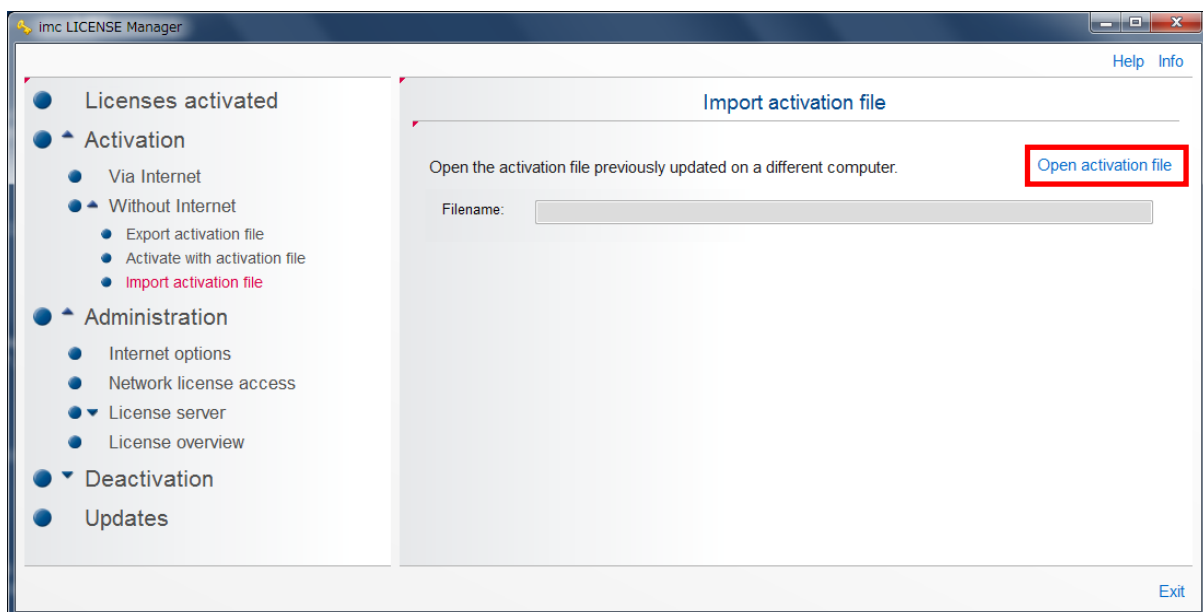 imc LICENSE Manager
Help Info
Licenses activated
Activation
Via Internet
Without Internet
Export activation file
Activate with activation file
Import activation file
Administration
Internet options
Network license access
License server
License overview
Deactivation
Updates
Import activation file
Open the activation file previously updated on a different computer.
Open activation file
Filename:
Exit